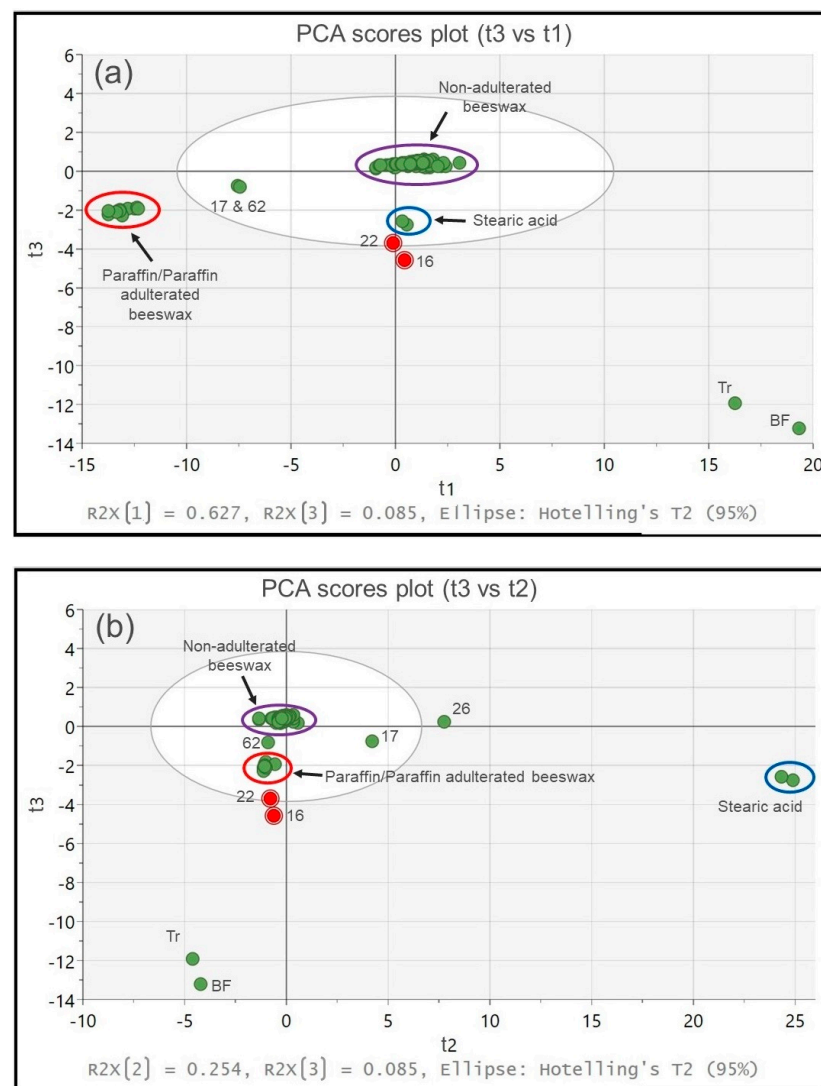 PCA scores plot (t3 vs t1)
(a)
6
4
2
0
-2
-4
-6
-8
-10
-12
-14
t3
Non-adulterated
beeswax
17 & 62
Stearic acid
22
16
Paraffin/Paraffin
adulterated
beeswax
Tr
BF
-15
-10
-5
0
5
10
15
20
t1
R2X[1] = 0.627, R2X[3] = 0.085, Ellipse: Hotelling's T2 (95%)
PCA scores plot (t3 vs t2)
(b)
6
4
2
0
-2
-4
-6
-8
-10
-12
-14
t3
Non-adulterated
beeswax
26
62
17
Paraffin/Paraffin adulterated beeswax
22
16
Stearic acid
Tr
BF
-10
-5
0
5
10
15
20
25
t2
R2X[2] = 0.254, R2X[3] = 0.085, Ellipse: Hotelling's T2 (95%)